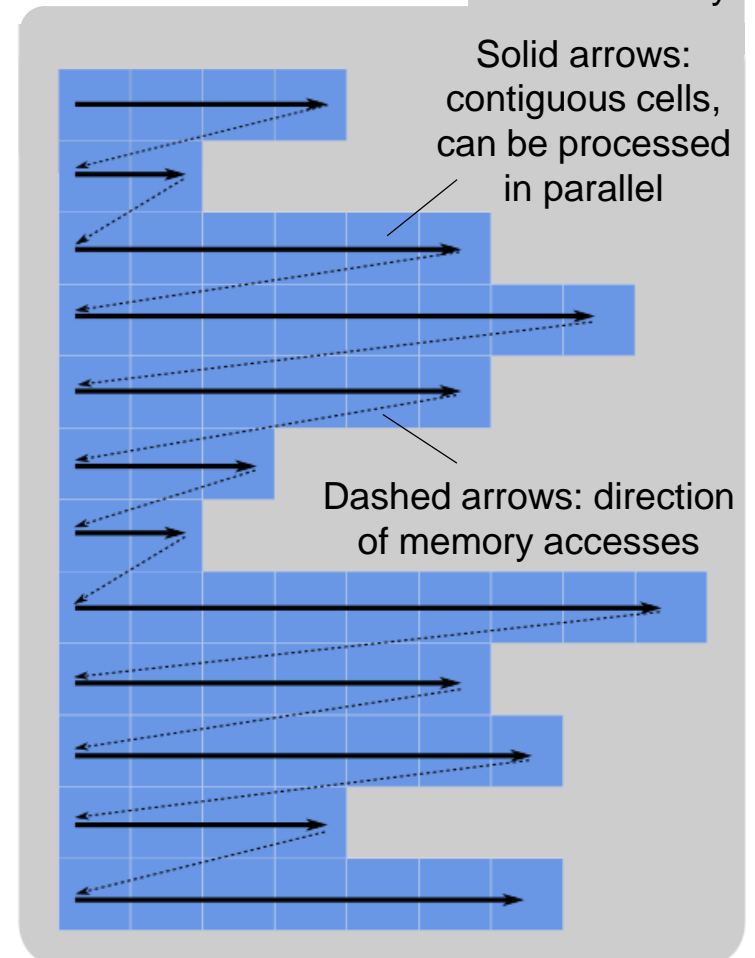 Solid arrows:
contiguous cells,
can be processed
in parallel
Dashed arrows: direction
of memory accesses